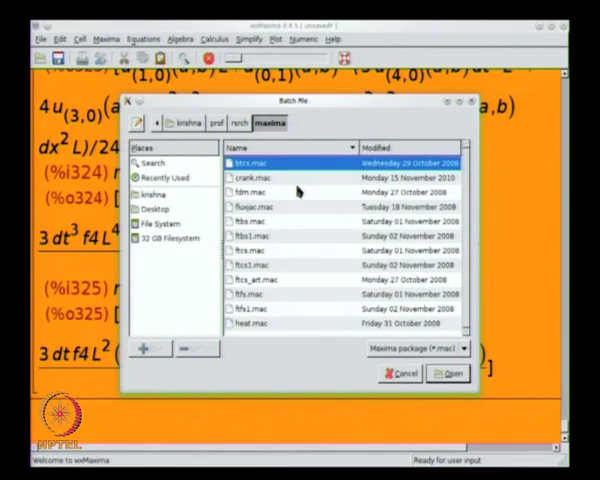 wxMaxima 0.8.5 [ unsaved* ]
File Edit Cell Maxima Equations Algebra Calculus Simplify Plot Numeric Help
4 u(3,0)(a
a,b)
dx² L)/24
(%i324)
(%o324) [
3 dt³ f4 L⁴
(%i325)
(%o325) [
3 dt f4 L² (
]
Batch File
krishna prof rsrch maxima
Places
Search
Recently Used
krishna
Desktop
File System
32 GB Filesystem
Name Modified
btcs.mac Wednesday 29 October 2008
crank.mac Monday 15 November 2010
fdm.mac Monday 27 October 2008
fluxjac.mac Tuesday 18 November 2008
ftbs.mac Saturday 01 November 2008
ftbs1.mac Sunday 02 November 2008
ftcs.mac Saturday 01 November 2008
ftcs1.mac Sunday 02 November 2008
ftcs_art.mac Monday 27 October 2008
ftfs.mac Saturday 01 November 2008
ftfs1.mac Sunday 02 November 2008
heat.mac Friday 31 October 2008
Maxima package (*.mac)
Cancel Open
NPTEL
Welcome to wxMaxima Ready for user input